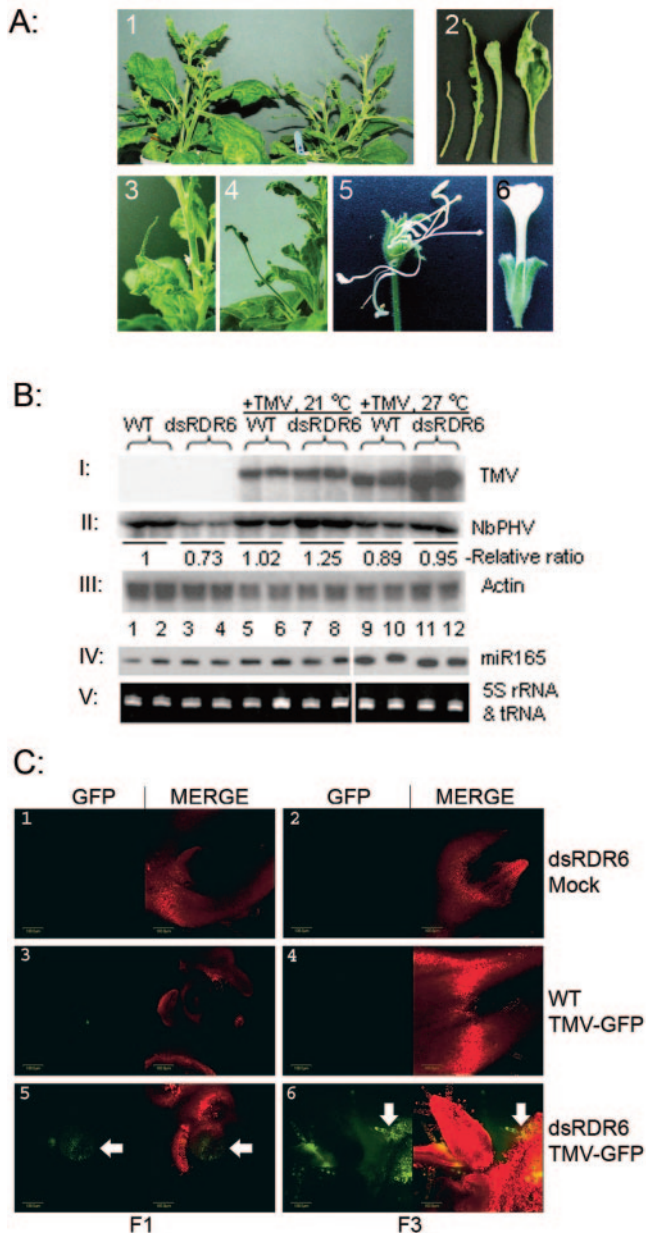 A:
1 2
3 4 5 6
B:
+TMV, 21 °C +TMV, 27 °C
WT dsRDR6 WT dsRDR6 WT dsRDR6
I: TMV
II: NbPHV
1 0.73 1.02 1.25 0.89 0.95 -Relative ratio
III: Actin
1 2 3 4 5 6 7 8 9 10 11 12
IV: miR165
V: 5S rRNA
& tRNA
C:
GFP MERGE GFP MERGE
1 2 dsRDR6
Mock
3 4 WT
TMV-GFP
5 6 dsRDR6
TMV-GFP
F1 F3